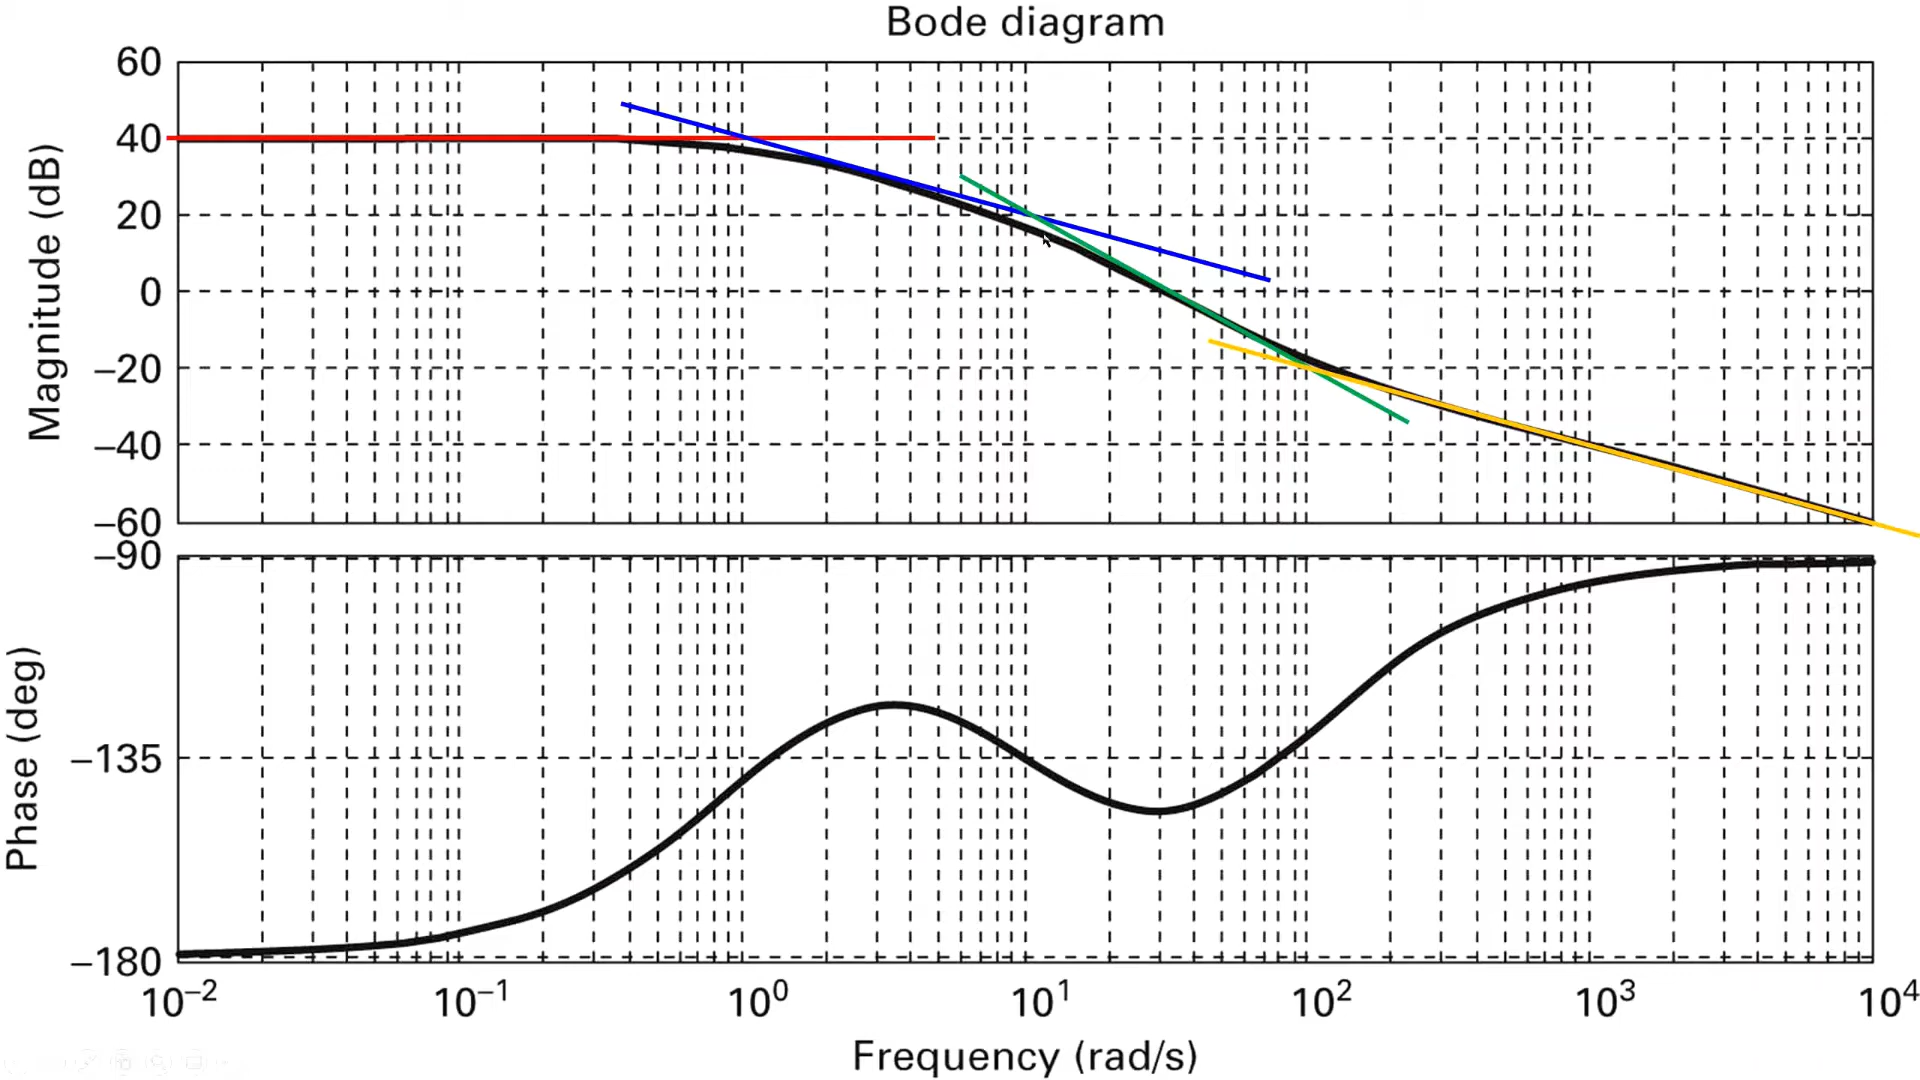 Bode diagram
60
40
20
0
–20
–40
–60
Magnitude (dB)
–90
–135
–180
Phase (deg)
10⁻² 10⁻¹ 10⁰ 10¹ 10² 10³ 10⁴
Frequency (rad/s)